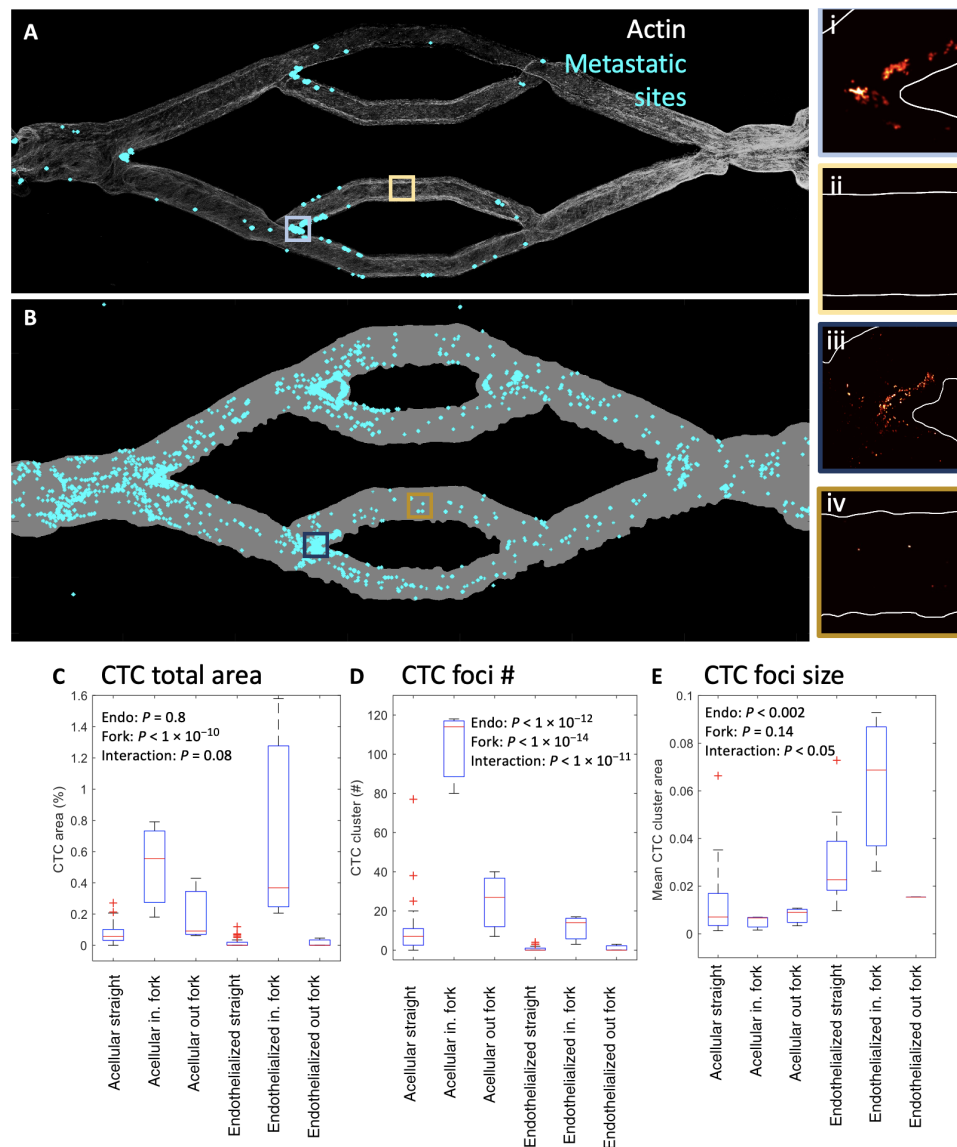 A
Actin
Metastatic
sites
i
ii
B
iii
iv
C CTC total area
Endo: P = 0.8
Fork: P < 1 × 10⁻¹⁰
Interaction: P = 0.08
CTC area (%)
1.6
1.4
1.2
1.0
0.8
0.6
0.4
0.2
0
Acellular straight
Acellular in. fork
Acellular out fork
Endothelialized straight
Endothelialized in. fork
Endothelialized out fork
D CTC foci #
Endo: P < 1 × 10⁻¹²
Fork: P < 1 × 10⁻¹⁴
Interaction: P < 1 × 10⁻¹¹
CTC cluster (#)
120
100
80
60
40
20
0
Acellular straight
Acellular in. fork
Acellular out fork
Endothelialized straight
Endothelialized in. fork
Endothelialized out fork
E CTC foci size
Endo: P < 0.002
Fork: P = 0.14
Interaction: P < 0.05
Mean CTC cluster area
0.1
0.08
0.06
0.04
0.02
0
Acellular straight
Acellular in. fork
Acellular out fork
Endothelialized straight
Endothelialized in. fork
Endothelialized out fork